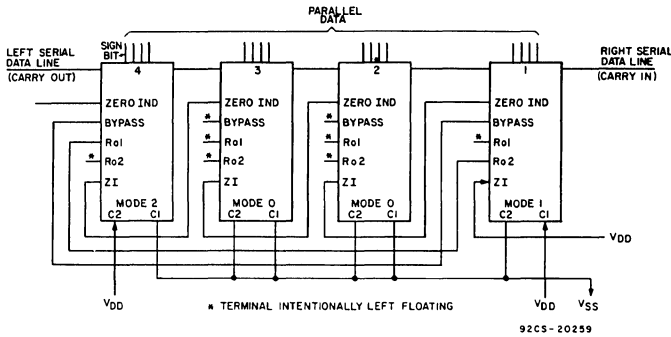 PARALLEL
DATA
LEFT SERIAL
DATA LINE
(CARRY OUT)
SIGN
BIT
RIGHT SERIAL
DATA LINE
(CARRY IN)
4
3
2
1
ZERO IND
ZERO IND
ZERO IND
ZERO IND
BYPASS
* BYPASS
* BYPASS
BYPASS
Ro1
* Ro1
* Ro1
* Ro1
* Ro2
* Ro2
* Ro2
Ro2
ZI
ZI
ZI
ZI
MODE 2
MODE 0
MODE 0
MODE 1
C2 C1
C2 C1
C2 C1
C2 C1
VDD
VDD
VDD
VSS
* TERMINAL INTENTIONALLY LEFT FLOATING
92CS-20259